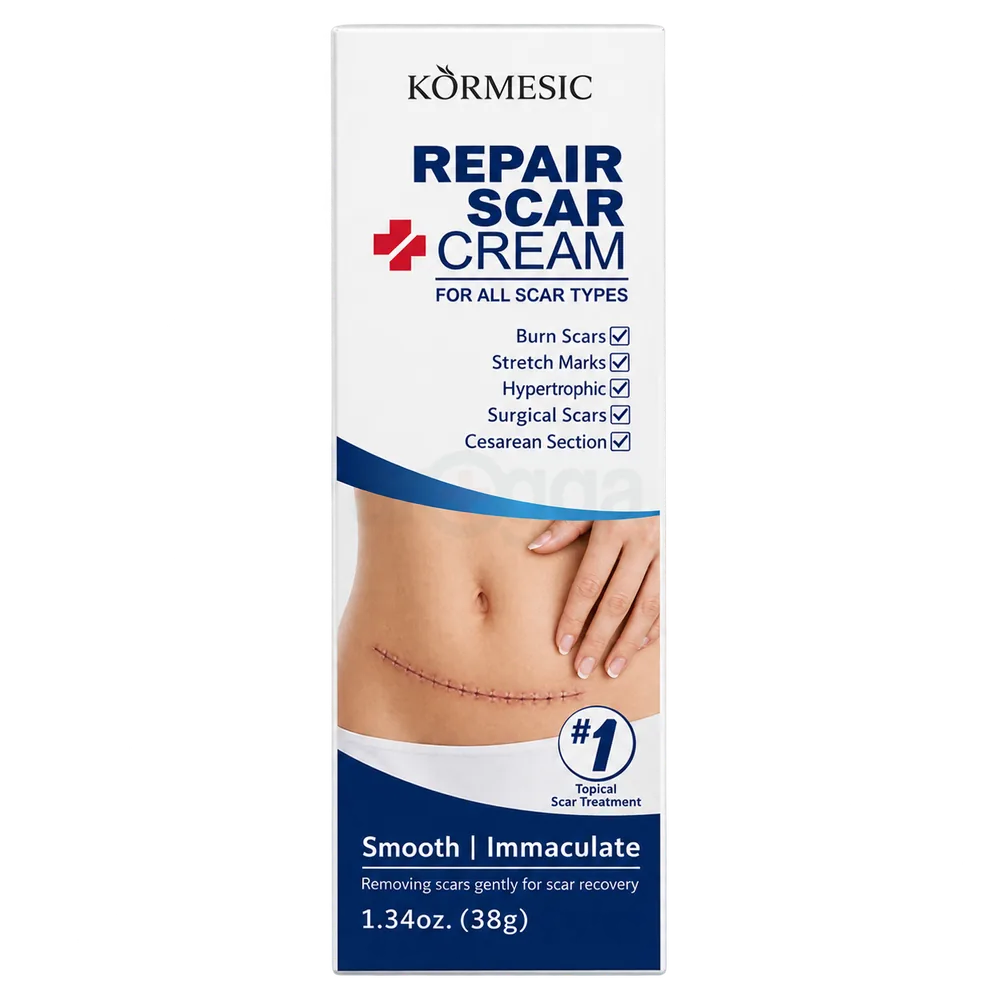 KÒRMESIC
REPAIR
SCAR
CREAM
FOR ALL SCAR TYPES
Burn Scars
Stretch Marks
Hypertrophic
Surgical Scars
Cesarean Section
#1
Topical
Scar Treatment
Smooth | Immaculate
Removing scars gently for scar recovery
1.34oz. (38g)